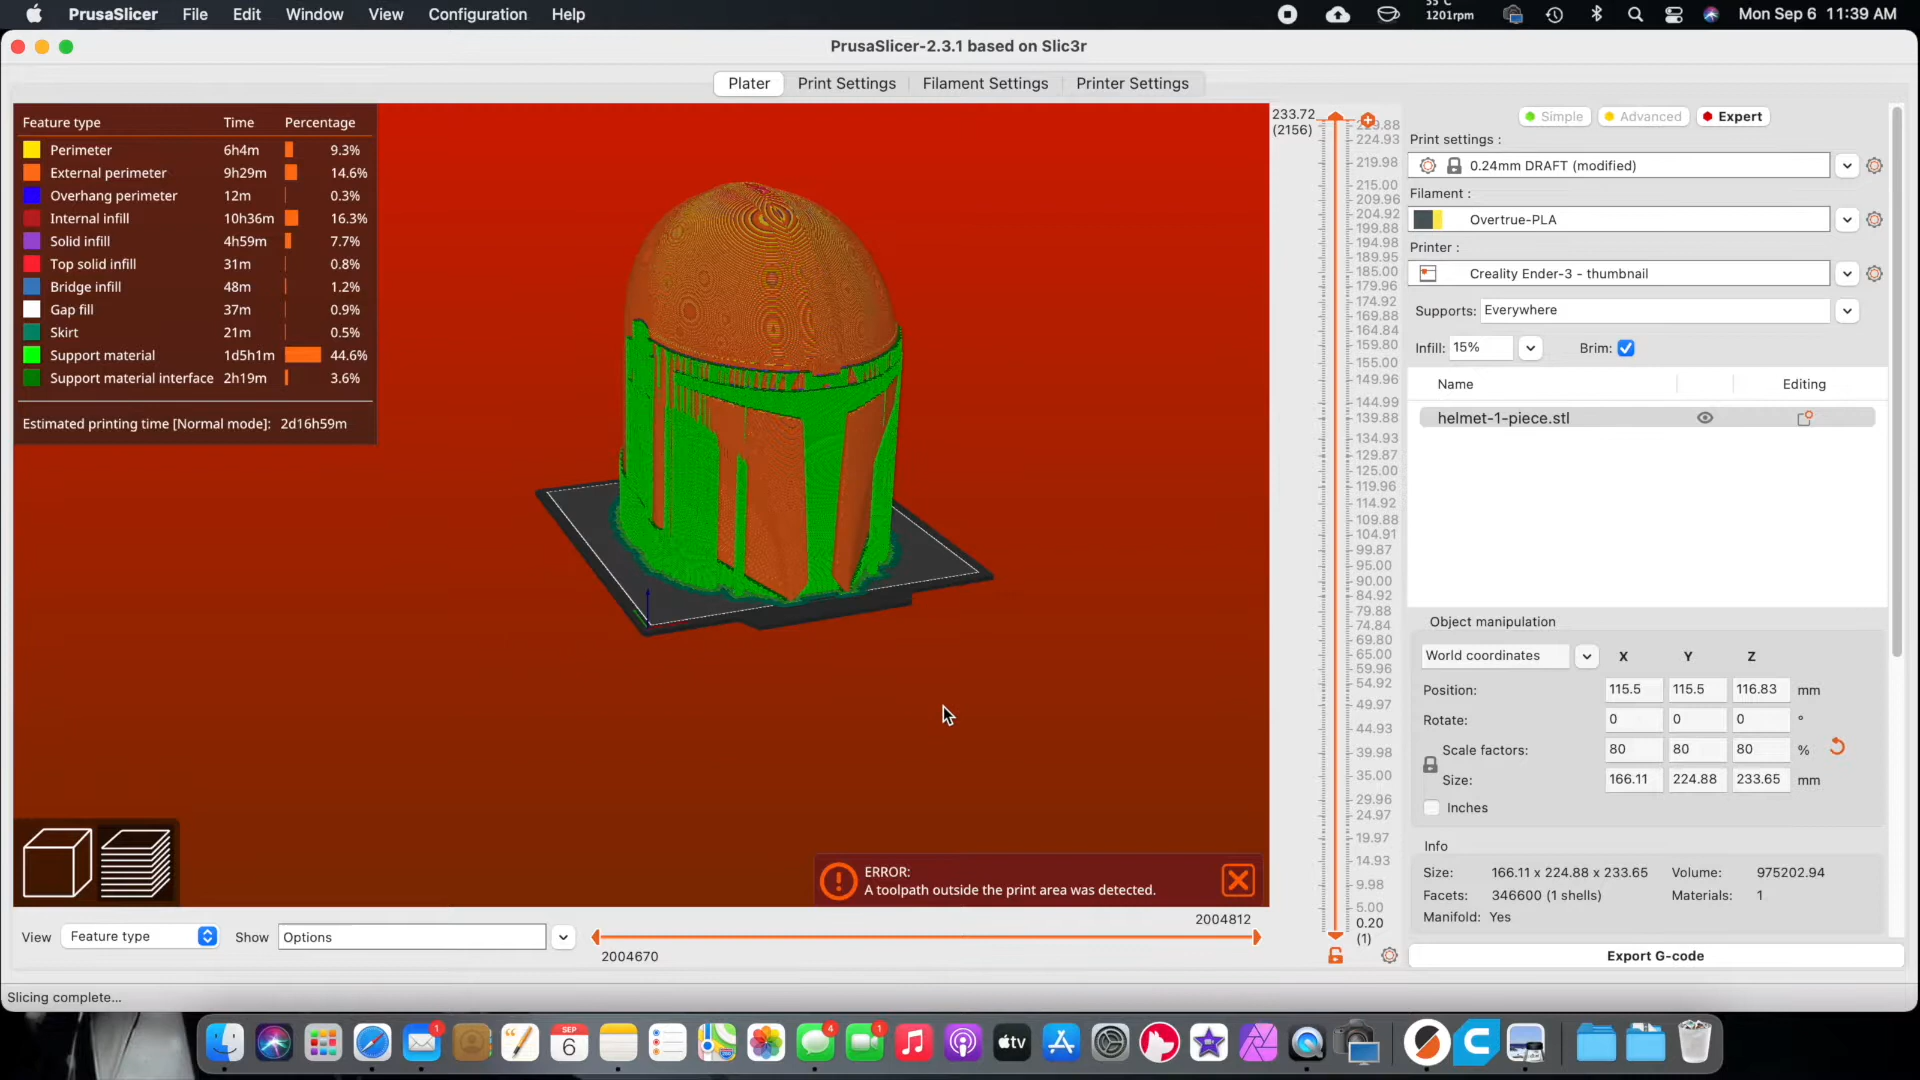 PrusaSlicer File Edit Window View Configuration Help
1201rpm
Mon Sep 6 11:39 AM
PrusaSlicer-2.3.1 based on Slic3r
Plater Print Settings Filament Settings Printer Settings
Feature type Time Percentage
Perimeter 6h4m 9.3%
External perimeter 9h29m 14.6%
Overhang perimeter 12m 0.3%
Internal infill 10h36m 16.3%
Solid infill 4h59m 7.7%
Top solid infill 31m 0.8%
Bridge infill 48m 1.2%
Gap fill 37m 0.9%
Skirt 21m 0.5%
Support material 1d5h1m 44.6%
Support material interface 2h19m 3.6%
Estimated printing time [Normal mode]: 2d16h59m
ERROR:
A toolpath outside the print area was detected.
233.72
(2156)
224.93
219.98
215.00
209.96
204.92
199.88
194.98
189.95
185.00
179.96
174.92
169.88
164.84
159.80
155.00
149.96
144.99
139.88
134.93
129.87
125.00
119.96
114.92
109.88
104.91
99.87
95.00
90.00
84.92
79.88
74.84
69.80
65.00
59.96
54.92
49.97
44.93
39.98
35.00
29.96
24.97
19.97
14.93
9.98
5.00
0.20
(1)
Simple Advanced Expert
Print settings :
0.24mm DRAFT (modified)
Filament :
Overtrue-PLA
Printer :
Creality Ender-3 - thumbnail
Supports: Everywhere
Infill: 15% Brim:
Name Editing
helmet-1-piece.stl
Object manipulation
World coordinates X Y Z
Position: 115.5 115.5 116.83 mm
Rotate: 0 0 0 °
Scale factors: 80 80 80 %
Size: 166.11 224.88 233.65 mm
Inches
Info
Size: 166.11 x 224.88 x 233.65 Volume: 975202.94
Facets: 346600 (1 shells) Materials: 1
Manifold: Yes
Export G-code
View Feature type Show Options
2004812
2004670
Slicing complete...
1
SEP
6
4
1
tv